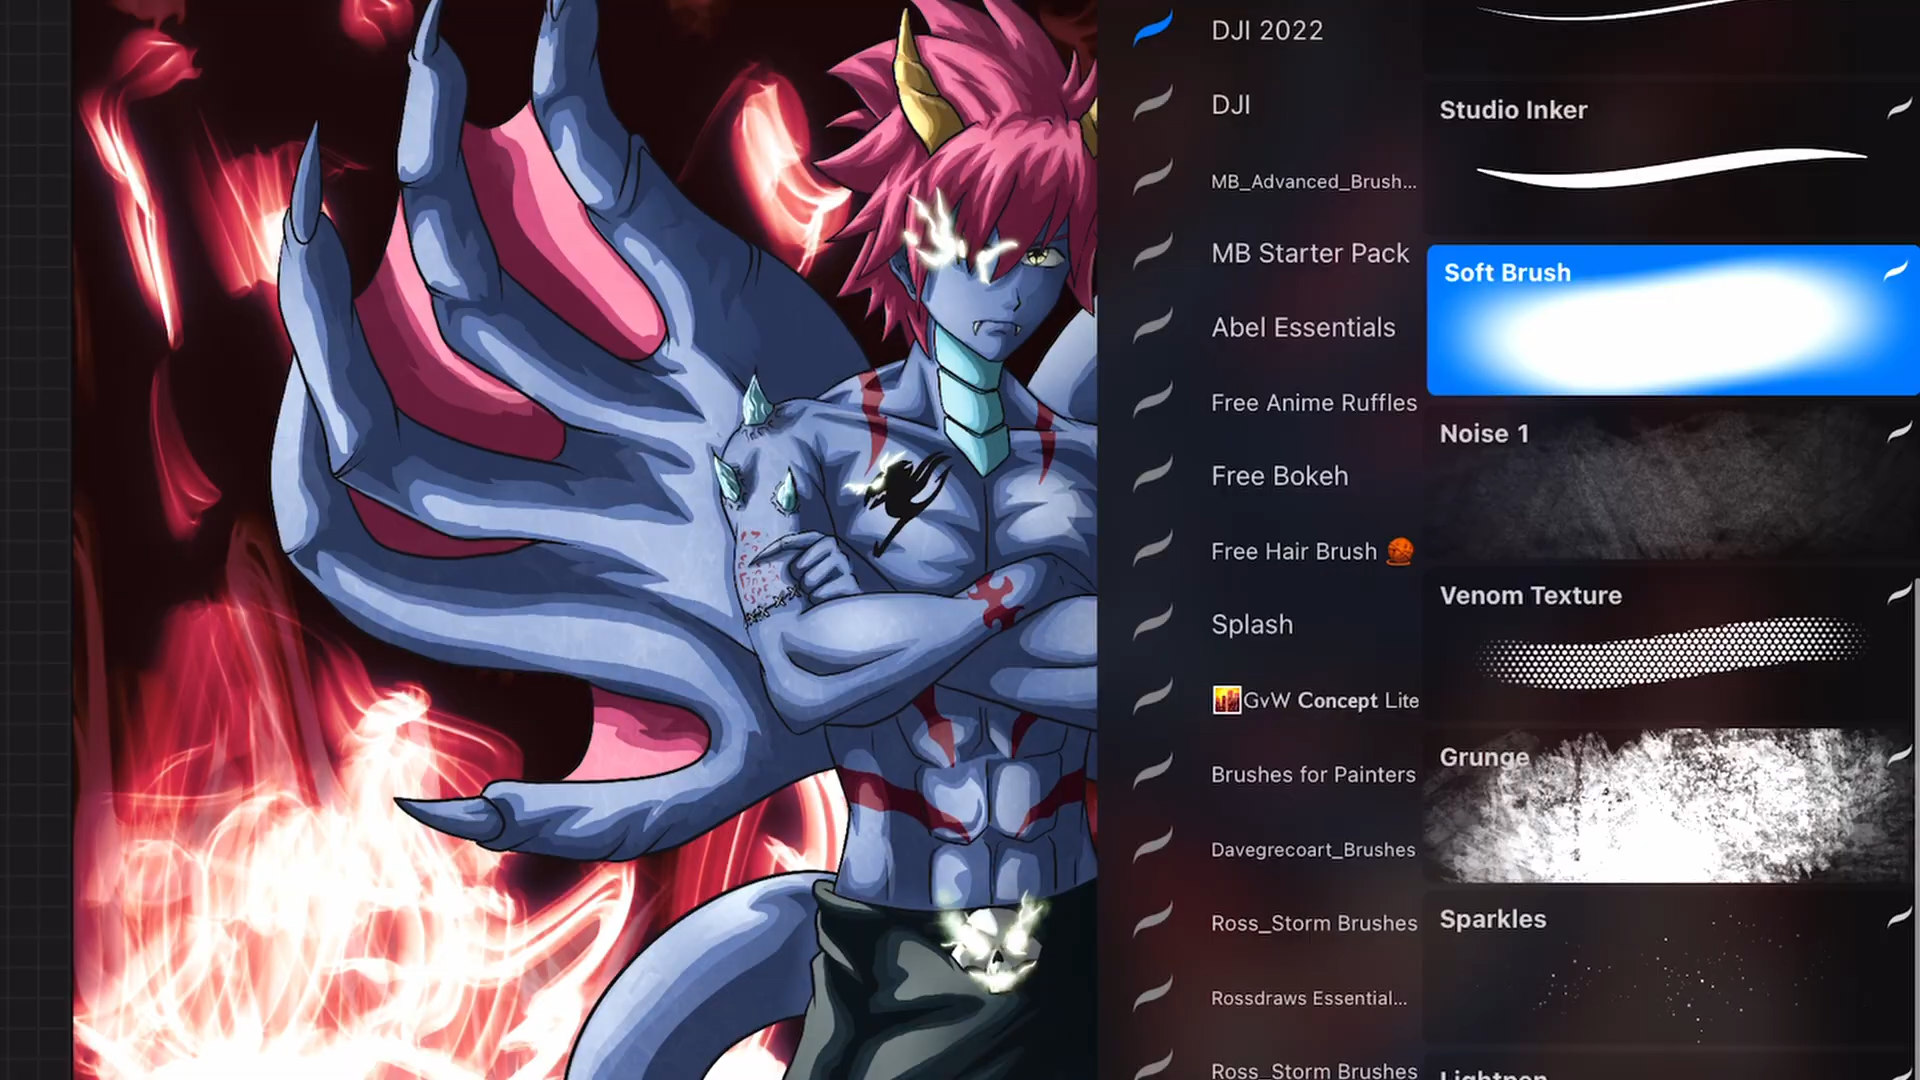 DJI 2022
DJI
MB_Advanced_Brush...
MB Starter Pack
Abel Essentials
Free Anime Ruffles
Free Bokeh
Free Hair Brush
Splash
GvW Concept Lite
Brushes for Painters
Davegrecoart_Brushes
Ross_Storm Brushes
Rossdraws Essential...
Ross_Storm Brushes
Studio Inker
Soft Brush
Noise 1
Venom Texture
Grunge
Sparkles
Lightpen